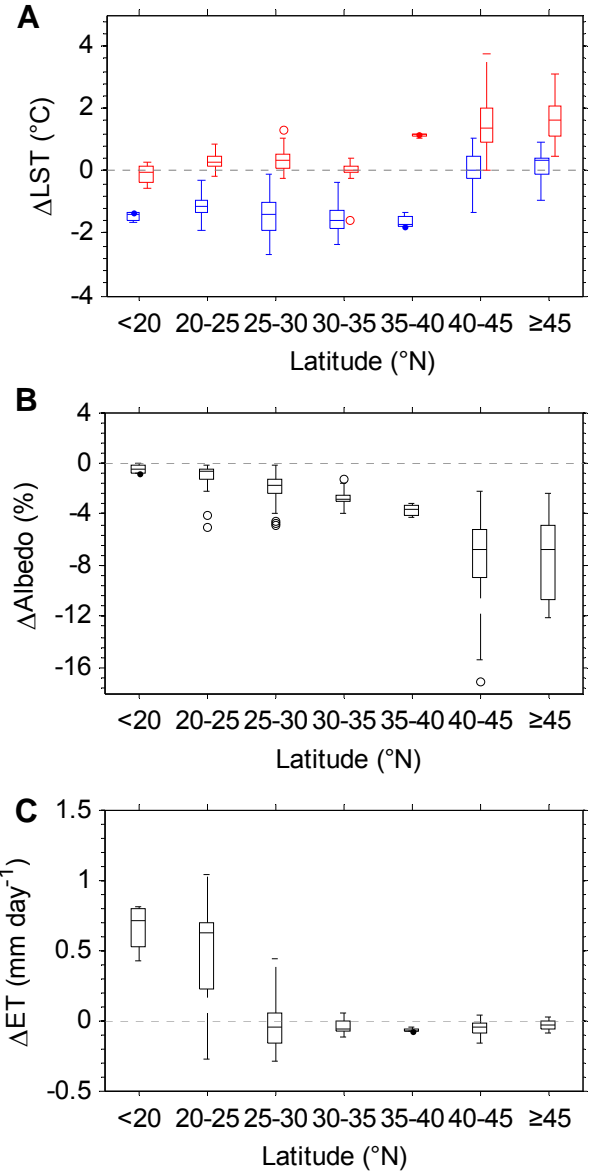 A
ΔLST (°C)
4
2
0
-2
-4
<20 20-25 25-30 30-35 35-40 40-45 ≥45
Latitude (°N)
B
ΔAlbedo (%)
4
0
-4
-8
-12
-16
<20 20-25 25-30 30-35 35-40 40-45 ≥45
Latitude (°N)
C
ΔET (mm day⁻¹)
1.5
1
0.5
0
-0.5
<20 20-25 25-30 30-35 35-40 40-45 ≥45
Latitude (°N)